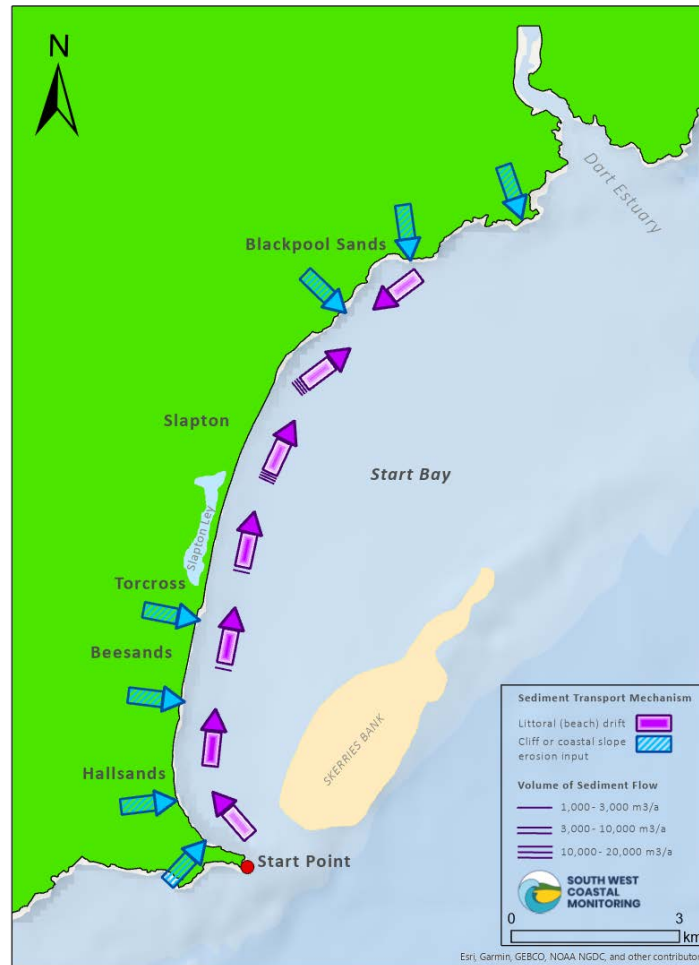 N
Dart Estuary
Blackpool Sands
Slapton
Start Bay
Slapton Ley
Torcross
Beesands
SKERRIES BANK
Hallsands
Start Point
Sediment Transport Mechanism
Littoral (beach) drift
Cliff or coastal slope
erosion input
Volume of Sediment Flow
1,000 - 3,000 m3/a
3,000 - 10,000 m3/a
10,000 - 20,000 m3/a
SOUTH WEST
COASTAL
MONITORING
0 3
km
Esri, Garmin, GEBCO, NOAA NGDC, and other contributor